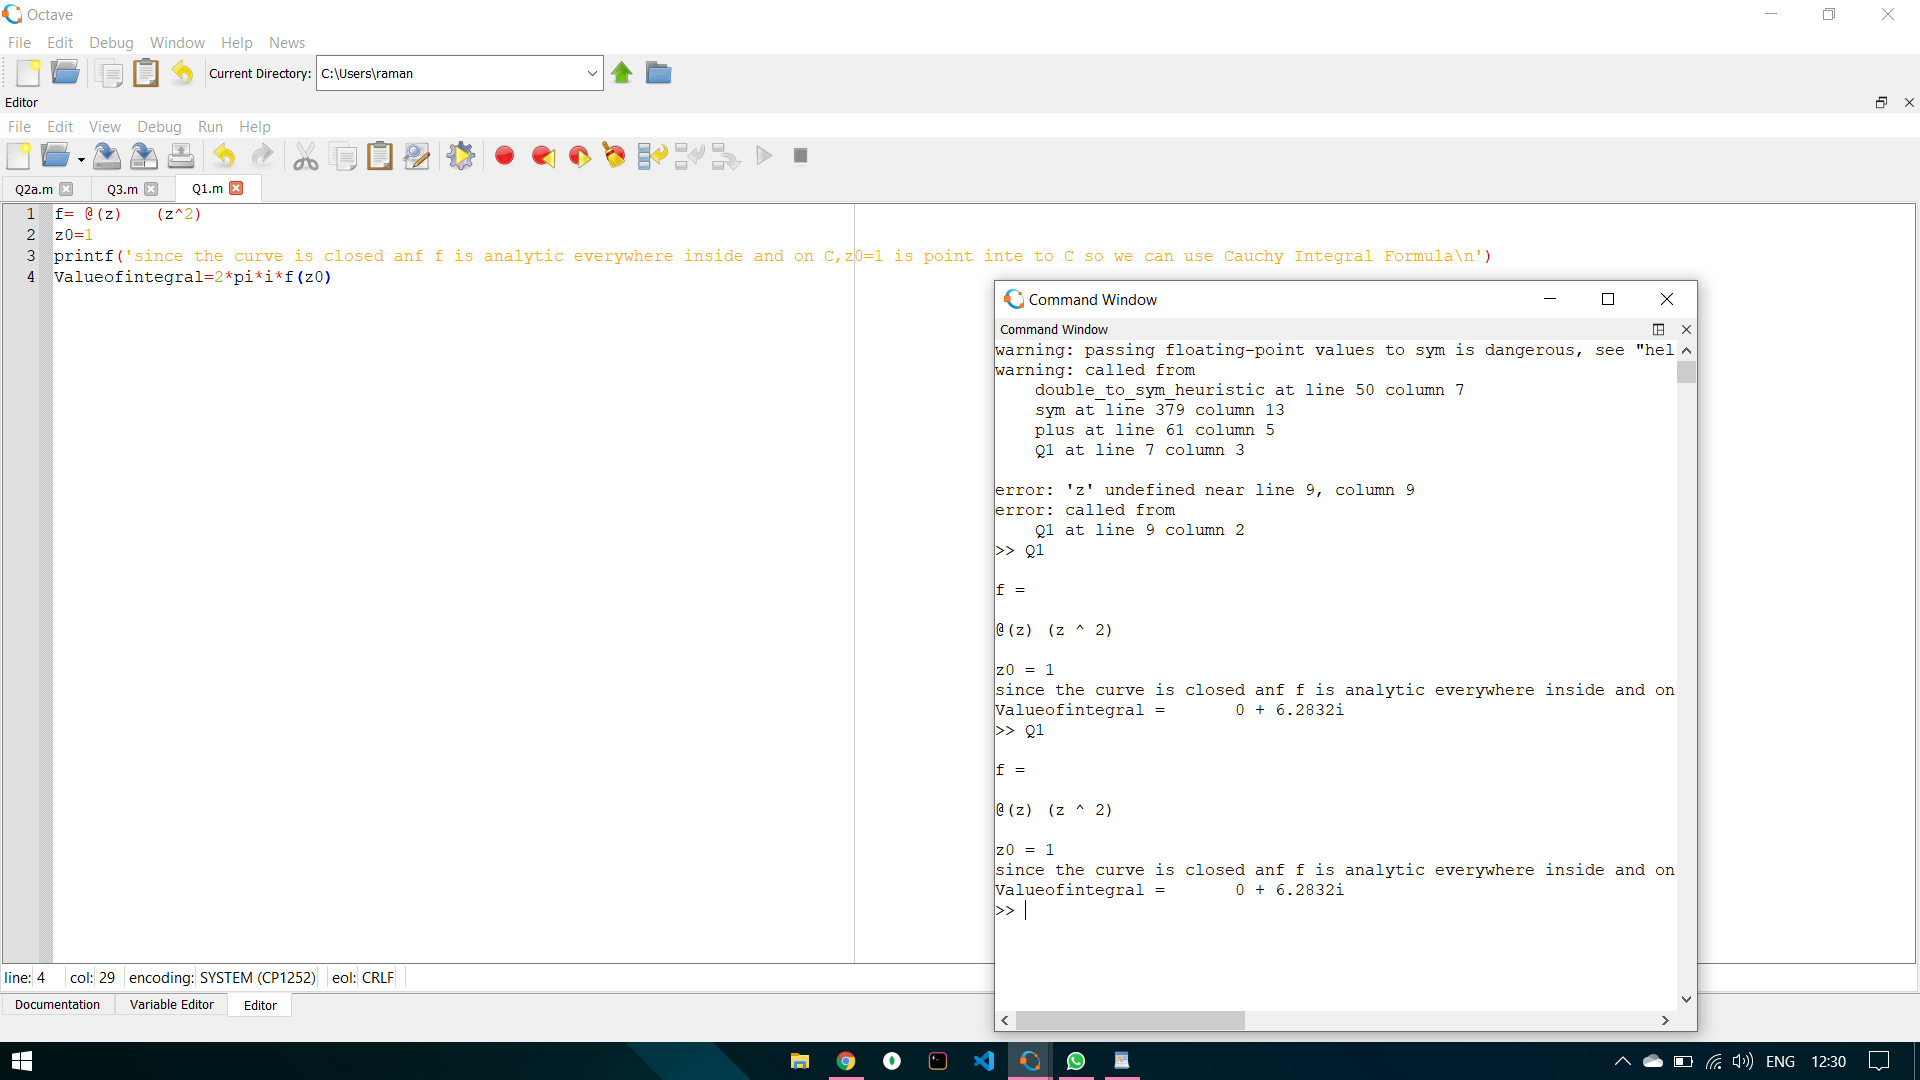 Octave
File Edit Debug Window Help News
Current Directory: C:\Users\raman
Editor
File Edit View Debug Run Help
Q2a.m Q3.m Q1.m
1 f= @(z) (z^2)
2 z0=1
3 printf('since the curve is closed anf f is analytic everywhere inside and on C,z0=1 is point inte to C so we can use Cauchy Integral Formula\n')
4 Valueofintegral=2*pi*i*f(z0)
Command Window
Command Window
warning: passing floating-point values to sym is dangerous, see "hel
warning: called from
double_to_sym_heuristic at line 50 column 7
sym at line 379 column 13
plus at line 61 column 5
Q1 at line 7 column 3
error: 'z' undefined near line 9, column 9
error: called from
Q1 at line 9 column 2
>> Q1
f =
@(z) (z ^ 2)
z0 = 1
since the curve is closed anf f is analytic everywhere inside and on
Valueofintegral = 0 + 6.2832i
>> Q1
f =
@(z) (z ^ 2)
z0 = 1
since the curve is closed anf f is analytic everywhere inside and on
Valueofintegral = 0 + 6.2832i
>>
line: 4 col: 29 encoding: SYSTEM (CP1252) eol: CRLF
Documentation Variable Editor Editor
ENG 12:30